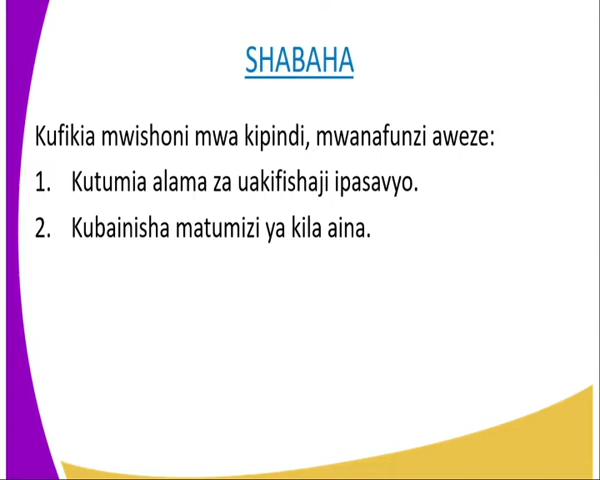 SHABAHA
Kufikia mwishoni mwa kipindi, mwanafunzi aweze:
1. Kutumia alama za uakifishaji ipasavyo.
2. Kubainisha matumizi ya kila aina.